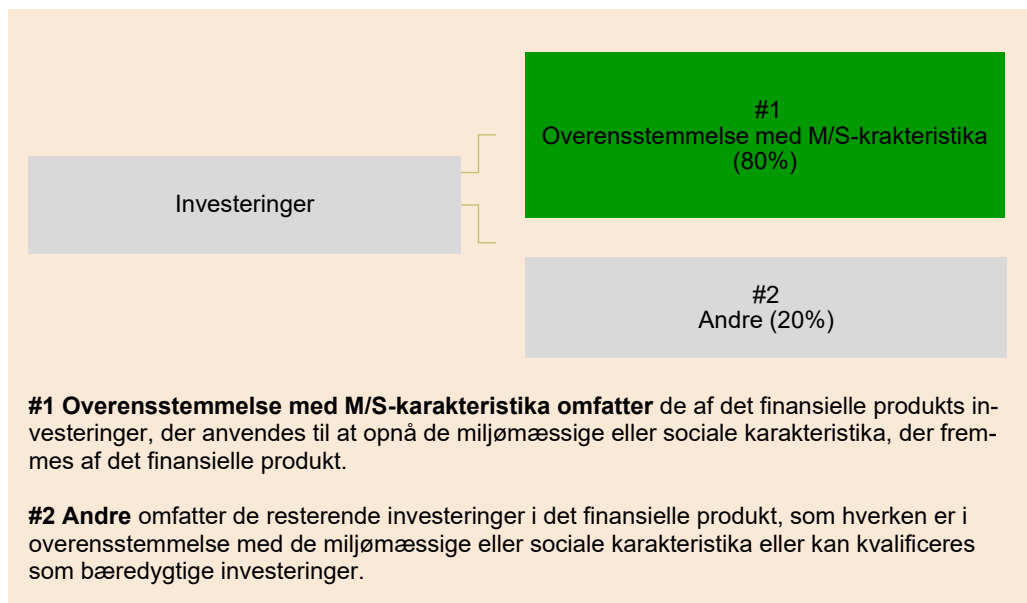 #1
Overensstemmelse med M/S-krakteristika
(80%)
Investeringer
#2
Andre (20%)
#1 Overensstemmelse med M/S-karakteristika omfatter de af det finansielle produkts in-
vesteringer, der anvendes til at opnå de miljømæssige eller sociale karakteristika, der frem-
mes af det finansielle produkt.
#2 Andre omfatter de resterende investeringer i det finansielle produkt, som hverken er i
overensstemmelse med de miljømæssige eller sociale karakteristika eller kan kvalificeres
som bæredygtige investeringer.